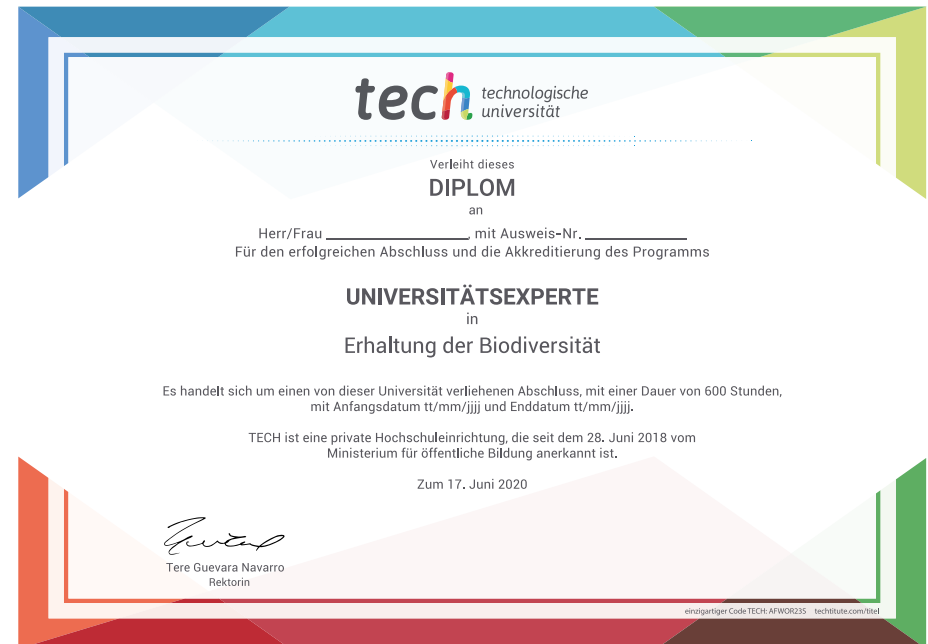 tech technologische
universität
Verleiht dieses
DIPLOM
an
Herr/Frau ______________, mit Ausweis-Nr. __________
Für den erfolgreichen Abschluss und die Akkreditierung des Programms
UNIVERSITÄTSEXPERTE
in
Erhaltung der Biodiversität
Es handelt sich um einen von dieser Universität verliehenen Abschluss, mit einer Dauer von 600 Stunden,
mit Anfangsdatum tt/mm/jjjj und Enddatum tt/mm/jjjj.
TECH ist eine private Hochschuleinrichtung, die seit dem 28. Juni 2018 vom
Ministerium für öffentliche Bildung anerkannt ist.
Zum 17. Juni 2020
Tere Guevara Navarro
Rektorin
einzigartiger Code TECH: AFWOR23S techtitute.com/titel